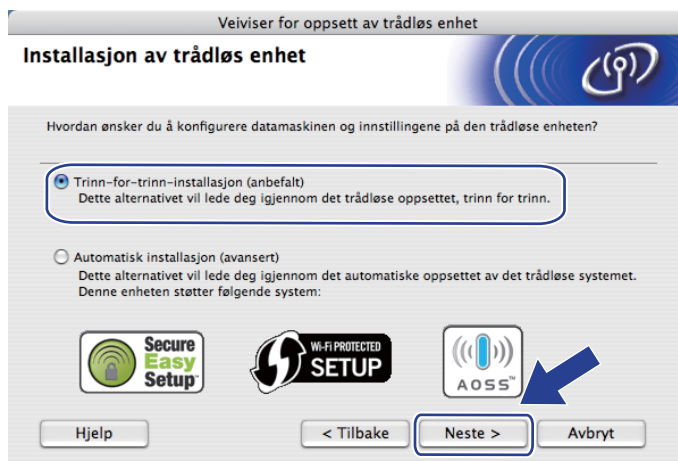 Veiviser for oppsett av trådløs enhet
Installasjon av trådløs enhet
Hvordan ønsker du å konfigurere datamaskinen og innstillingene på den trådløse enheten?
Trinn-for-trinn-installasjon (anbefalt)
Dette alternativet vil lede deg igjennom det trådløse oppsettet, trinn for trinn.
Automatisk installasjon (avansert)
Dette alternativet vil lede deg igjennom det automatiske oppsettet av det trådløse systemet.
Denne enheten støtter følgende system:
Secure
Easy
Setup™
Wi-Fi PROTECTED
SETUP
AOSS™
Hjelp
< Tilbake
Neste >
Avbryt